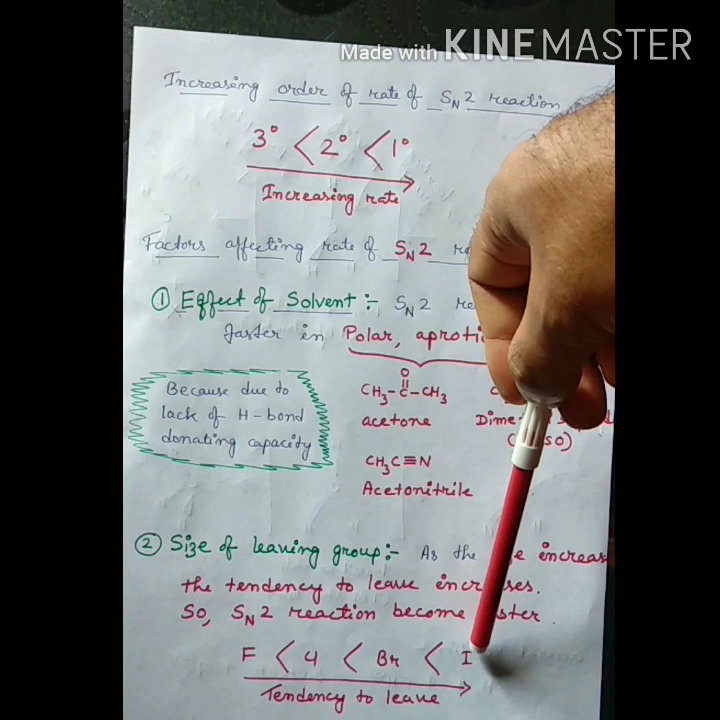 Made with KINEMASTER
Increasing order of rate of SN2 reaction
3° < 2° < 1°
Increasing rate
Factors affecting rate of SN2
① Effect of Solvent :- SN2
faster in Polar, aproti
Because due to
lack of H-bond
donating capacity
O
CH3-C-CH3
acetone
CH3C≡N
Acetonitrile
② Size of leaving group :- As the increas
the tendency to leave
So, SN2 reaction become
F < Cl < Br < I
Tendency to leave